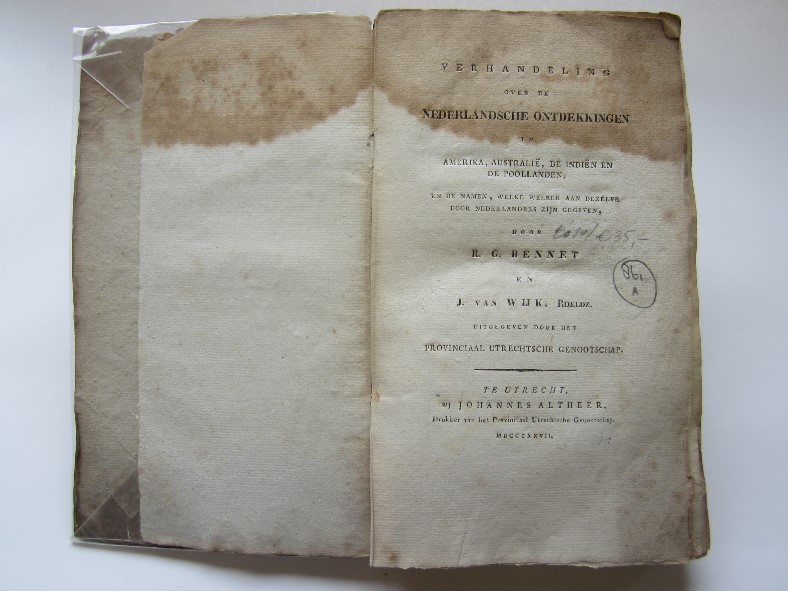 VERHANDELING
OVER DE
NEDERLANDSCHE ONTDEKKINGEN
IN
AMERIKA, AUSTRALIË, DE INDIËN EN
DE POOLLANDEN,
EN DE NAMEN, WELKE WELEER AAN DEZELVE
DOOR NEDERLANDERS ZIJN GEGEVEN,
DOOR
€35,-
R. G. BENNET
EN
J. VAN WIJK, ROELDZ.
UITGEGEVEN DOOR HET
PROVINCIAAL UTRECHTSCHE GENOOTSCHAP.
TE UTRECHT,
BIJ JOHANNES ALTHEER,
Drukker van het Provinciaal Utrechtsche Genootschap.
MDCCCXXVII.
A